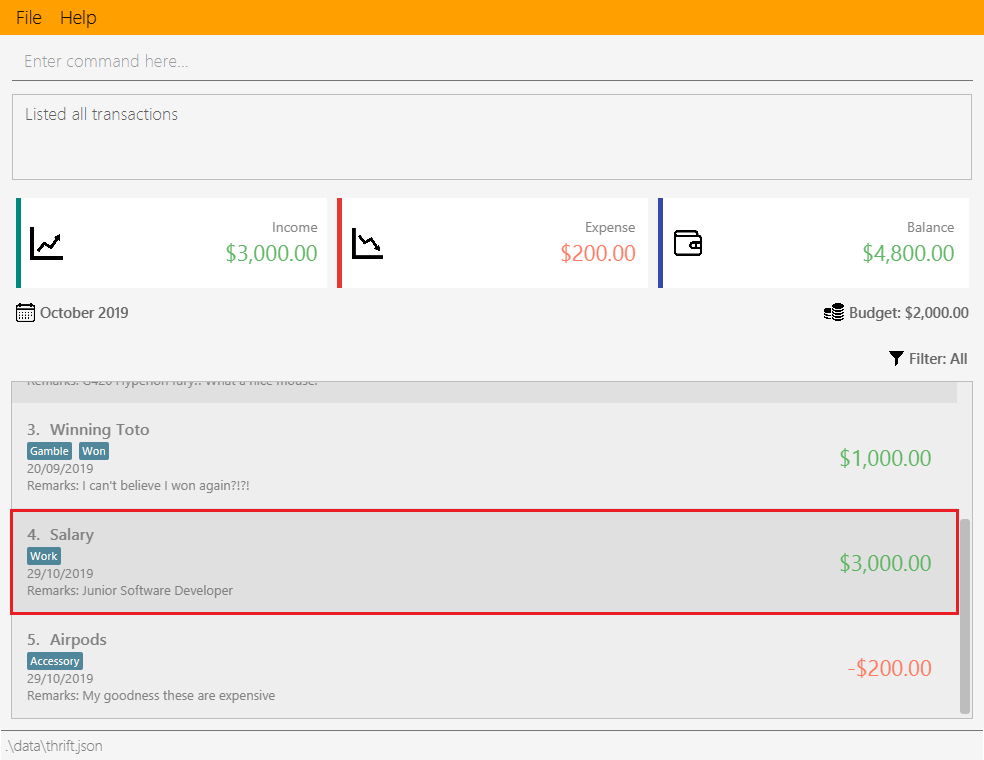 File Help
Enter command here...
Listed all transactions
Income
$3,000.00
Expense
$200.00
Balance
$4,800.00
October 2019
Budget: $2,000.00
Filter: All
Remarks: G420 Hyperion fury.. What a nice mouse.
3. Winning Toto
Gamble Won
20/09/2019
Remarks: I can't believe I won again?!?!
$1,000.00
4. Salary
Work
29/10/2019
Remarks: Junior Software Developer
$3,000.00
5. Airpods
Accessory
29/10/2019
Remarks: My goodness these are expensive
-$200.00
.\data\thrift.json